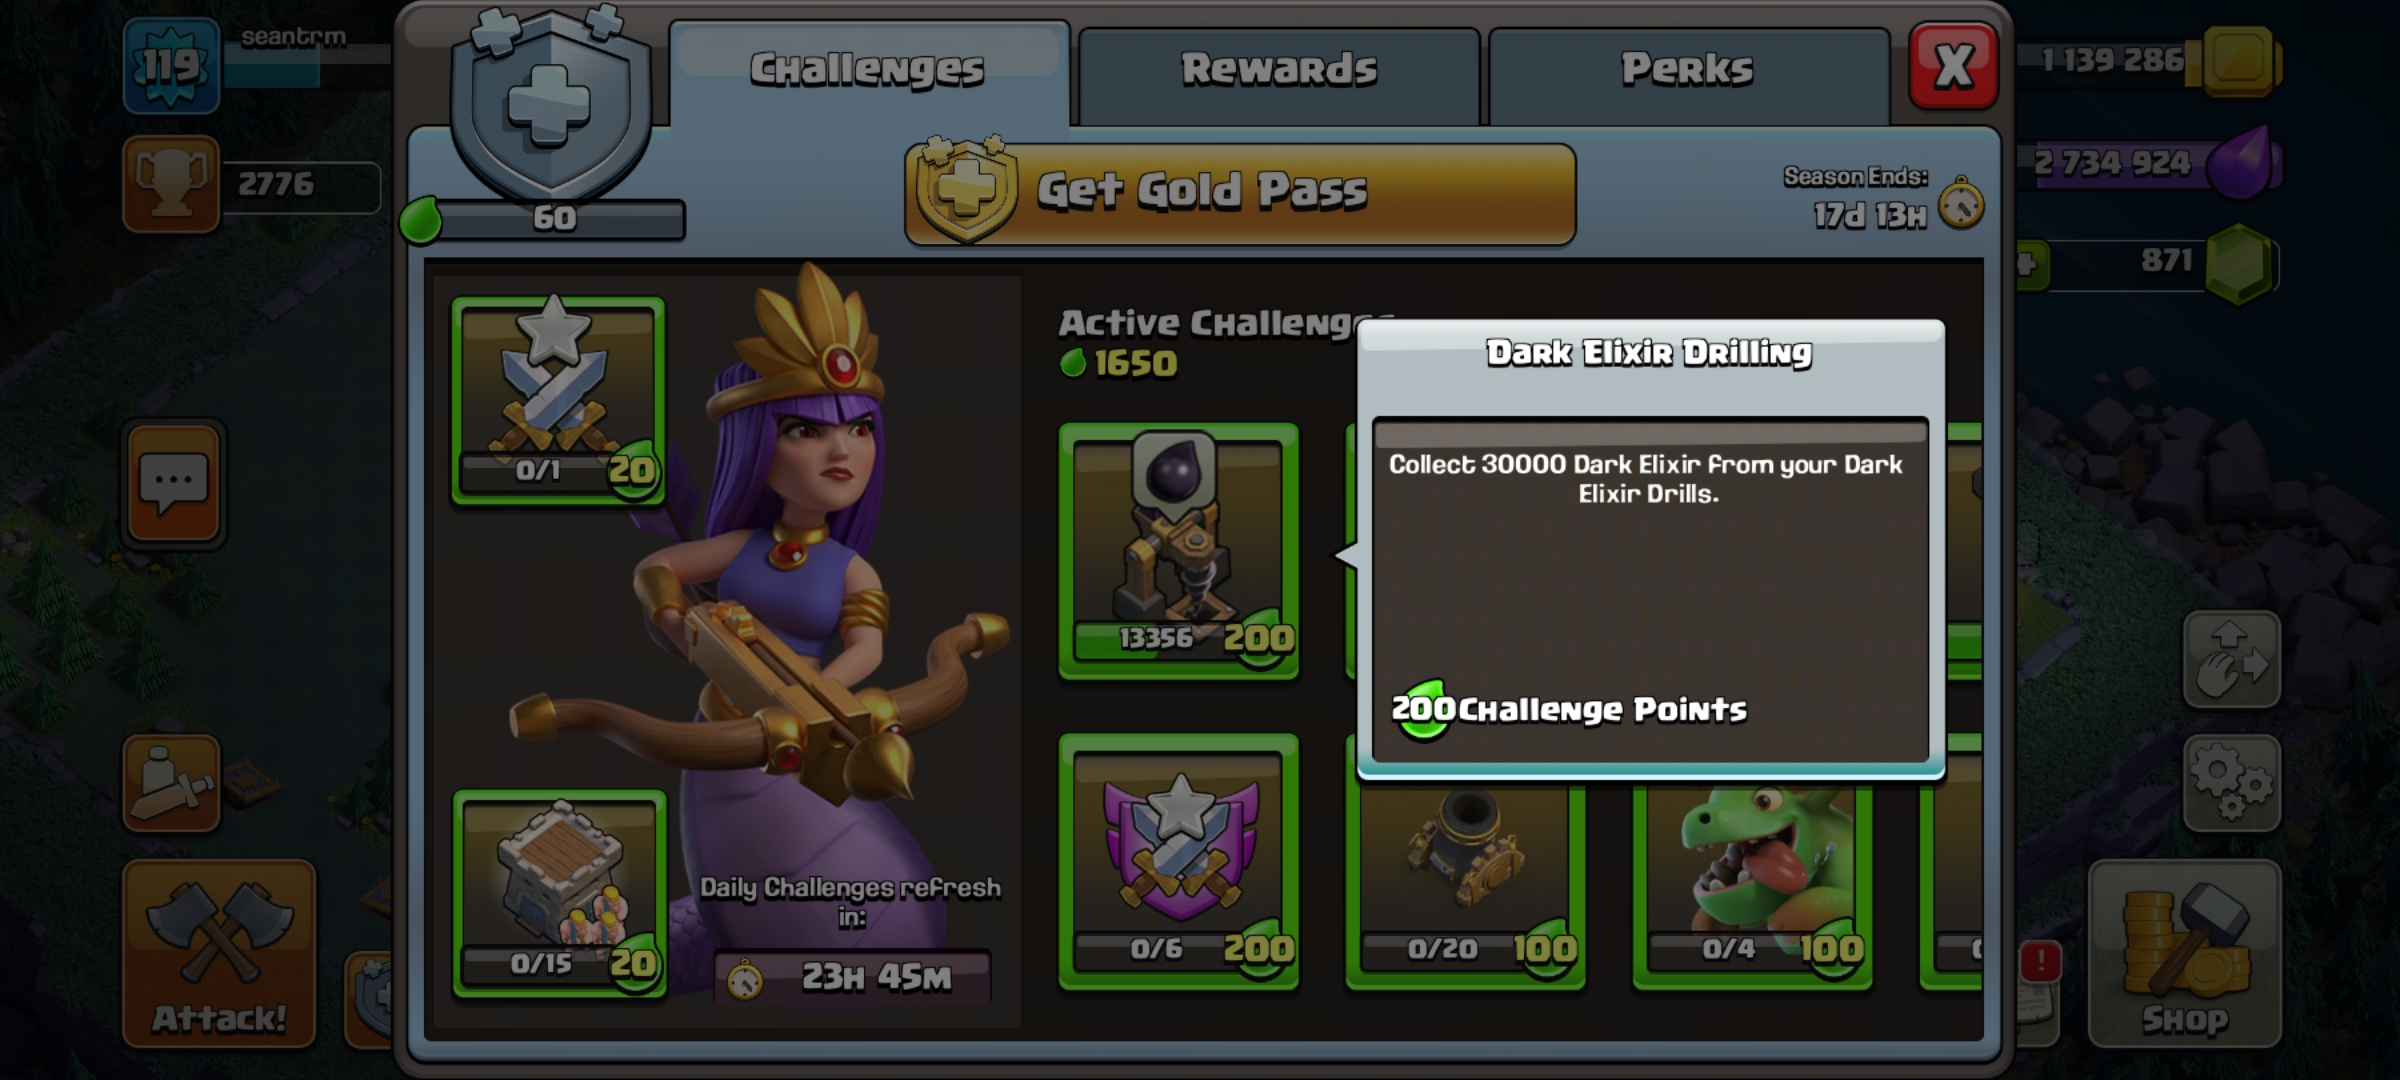 119
seantrm
Challenges
Rewards
Perks
X
1 139 286
2776
60
Get Gold Pass
Season Ends:
17d 13H
2 734 924
871
Active Challenge
1650
Dark Elixir Drilling
Collect 30000 Dark Elixir from your Dark
Elixir Drills.
200 Challenge Points
0/1
20
13356
200
0/15
20
Daily Challenges refresh
in:
23H 45M
0/6
200
0/20
100
0/4
100
Attack!
!
Shop